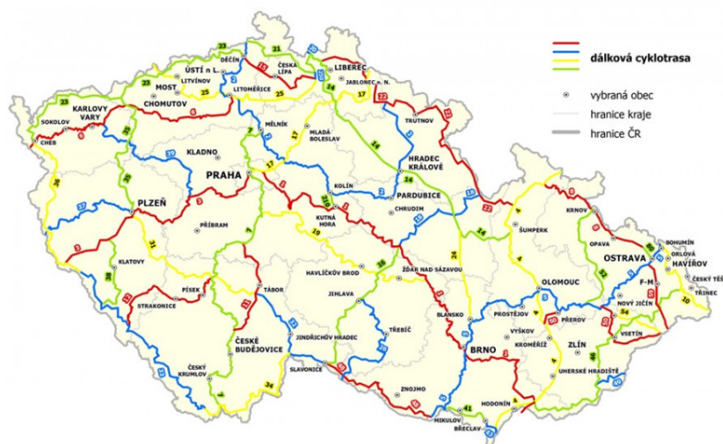 dálková cyklotrasa
vybraná obec
hranice kraje
hranice ČR
DĚČÍN
ÚSTÍ n L.
LITVÍNOV
MOST
CHOMUTOV
LITOMĚŘICE
ČESKÁ
LÍPA
LIBEREC
JABLONEC n. N.
TRUTNOV
KARLOVY
VARY
SOKOLOV
CHEB
MĚLNÍK
MLADÁ
BOLESLAV
KLADNO
PRAHA
HRADEC
KRÁLOVÉ
KOLÍN
PARDUBICE
KUTNÁ
HORA
CHRUDIM
PLZEŇ
PŘÍBRAM
KLATOVY
STRAKONICE
PÍSEK
TÁBOR
HAVLÍČKŮV BROD
ŽĎÁR NAD SÁZAVOU
JIHLAVA
TŘEBÍČ
JINDŘICHŮV HRADEC
SLAVONICE
ČESKÉ
BUDĚJOVICE
ČESKÝ
KRUMLOV
ZNOJMO
MIKULOV
BŘECLAV
HODONÍN
BRNO
BLANSKO
PROSTĚJOV
VYŠKOV
KROMĚŘÍŽ
OLOMOUC
PŘEROV
ZLÍN
UHERSKÉ HRADIŠTĚ
VSETÍN
NOVÝ JIČÍN
ŠUMPERK
KRNOV
OPAVA
OSTRAVA
BOHUMÍN
ORLOVÁ
HAVÍŘOV
ČESKÝ TĚŠ
TŘINEC
F-M